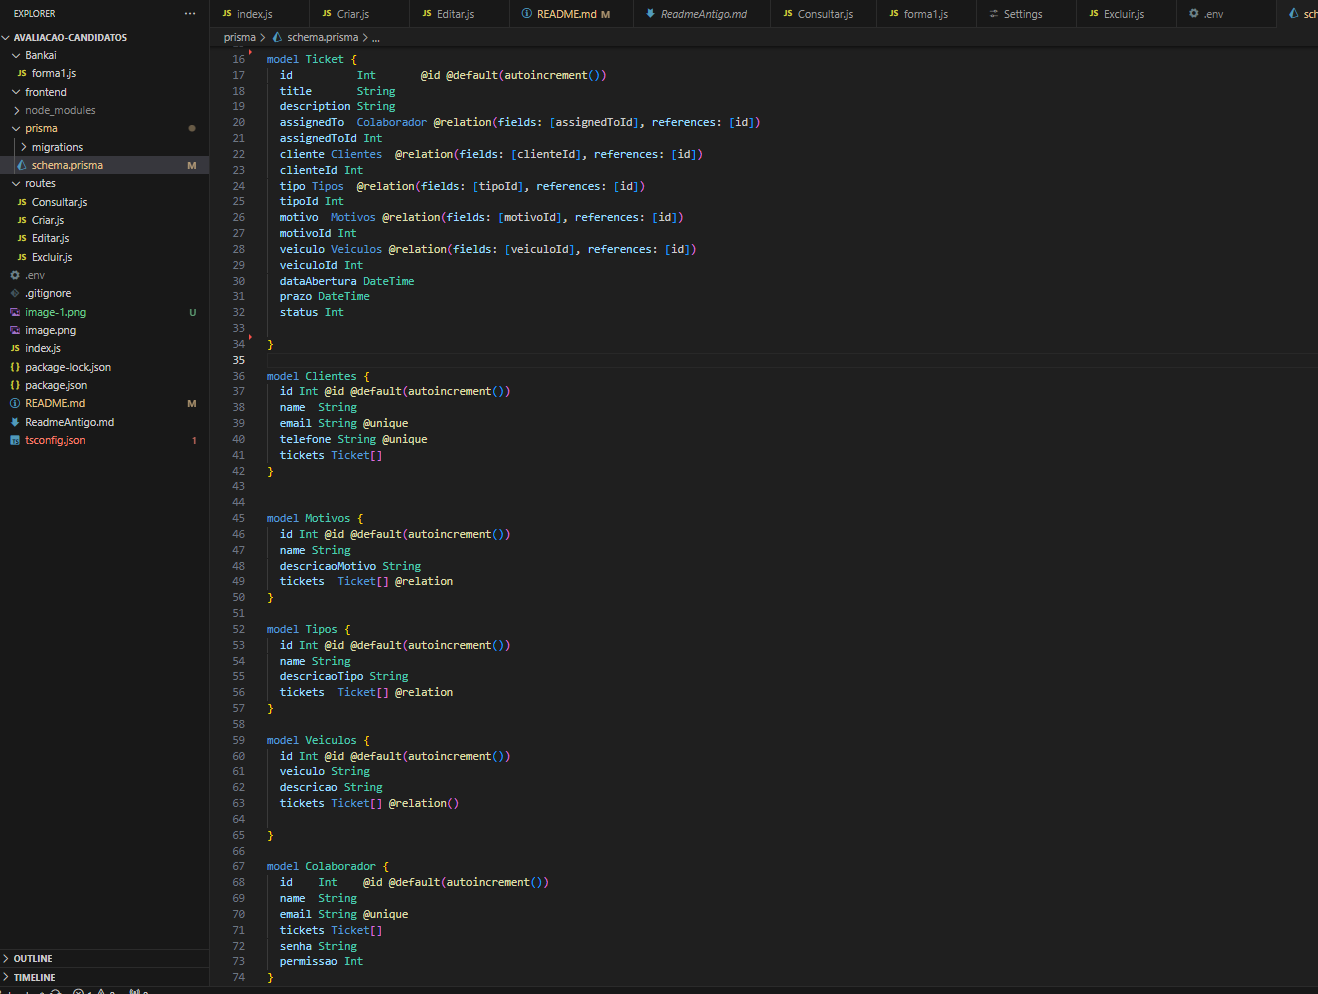 EXPLORER ...
index.js Criar.js Editar.js README.md M ReadmeAntigo.md Consultar.js forma1.js Settings Excluir.js .env
prisma > schema.prisma > ...
AVALIACAO-CANDIDATOS
Bankai
forma1.js
frontend
node_modules
prisma
migrations
schema.prisma M
routes
Consultar.js
Criar.js
Editar.js
Excluir.js
.env
.gitignore
image-1.png U
image.png
index.js
package-lock.json
package.json
README.md M
ReadmeAntigo.md
tsconfig.json 1
OUTLINE
TIMELINE
16 model Ticket {
17 id Int @id @default(autoincrement())
18 title String
19 description String
20 assignedTo Colaborador @relation(fields: [assignedToId], references: [id])
21 assignedToId Int
22 cliente Clientes @relation(fields: [clienteId], references: [id])
23 clienteId Int
24 tipo Tipos @relation(fields: [tipoId], references: [id])
25 tipoId Int
26 motivo Motivos @relation(fields: [motivoId], references: [id])
27 motivoId Int
28 veiculo Veiculos @relation(fields: [veiculoId], references: [id])
29 veiculoId Int
30 dataAbertura DateTime
31 prazo DateTime
32 status Int
33
34 }
35
36 model Clientes {
37 id Int @id @default(autoincrement())
38 name String
39 email String @unique
40 telefone String @unique
41 tickets Ticket[]
42 }
43
44
45 model Motivos {
46 id Int @id @default(autoincrement())
47 name String
48 descricaoMotivo String
49 tickets Ticket[] @relation
50 }
51
52 model Tipos {
53 id Int @id @default(autoincrement())
54 name String
55 descricaoTipo String
56 tickets Ticket[] @relation
57 }
58
59 model Veiculos {
60 id Int @id @default(autoincrement())
61 veiculo String
62 descricao String
63 tickets Ticket[] @relation()
64
65 }
66
67 model Colaborador {
68 id Int @id @default(autoincrement())
69 name String
70 email String @unique
71 tickets Ticket[]
72 senha String
73 permissao Int
74 }